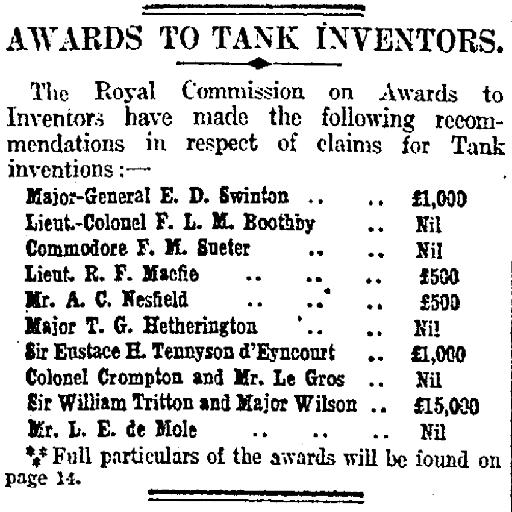 AWARDS TO TANK INVENTORS.
The Royal Commission on Awards to
Inventors have made the following recom-
mendations in respect of claims for Tank
inventions:—
Major-General E. D. Swinton .. .. £1,000
Lieut.-Colonel F. L. M. Boothby .. Nil
Commodore F. M. Sueter .. .. Nil
Lieut. R. F. Macfie .. .. .. £500
Mr. A. C. Nesfield .. .. .. £500
Major T. G. Hetherington .. .. Nil
Sir Eustace H. Tennyson d'Eyncourt .. £1,000
Colonel Crompton and Mr. Le Gros .. Nil
Sir William Tritton and Major Wilson .. £15,000
Mr. L. E. de Mole .. .. .. Nil
⁂ Full particulars of the awards will be found on
page 14.